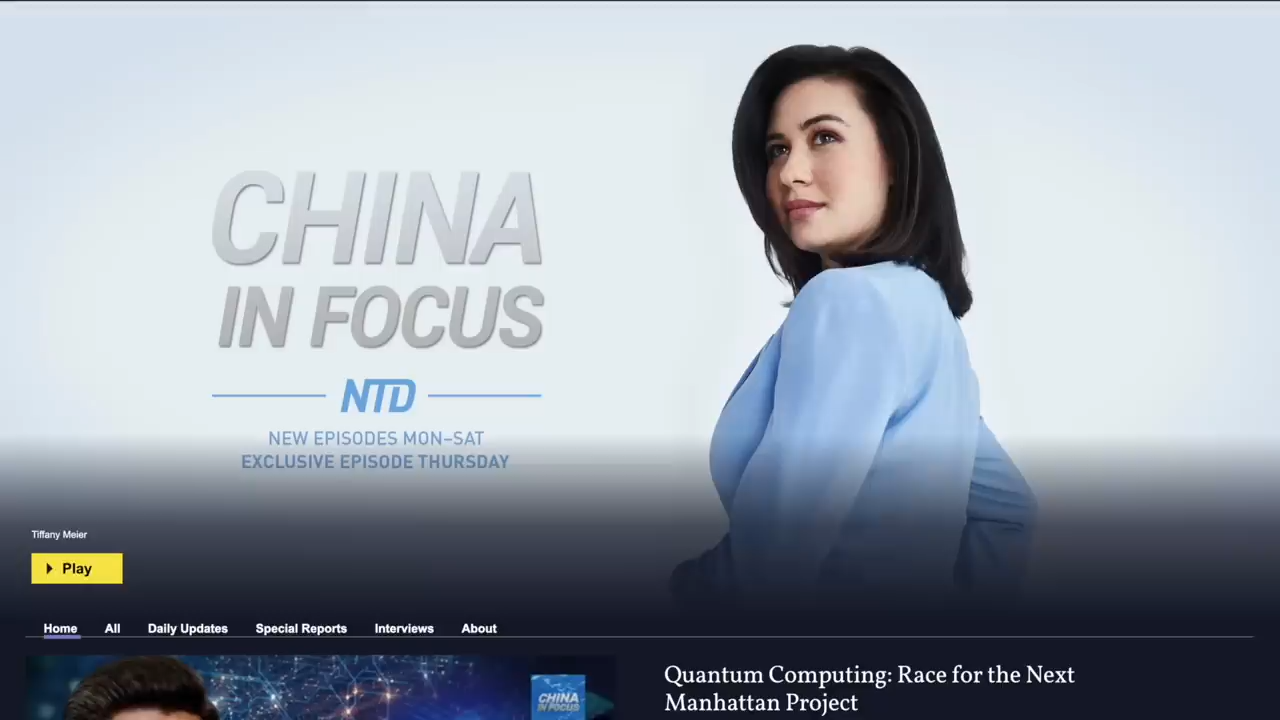 CHINA
IN FOCUS
NTD
NEW EPISODES MON–SAT
EXCLUSIVE EPISODE THURSDAY
Tiffany Meier
Play
Home All Daily Updates Special Reports Interviews About
CHINA
IN FOCUS
Quantum Computing: Race for the Next
Manhattan Project